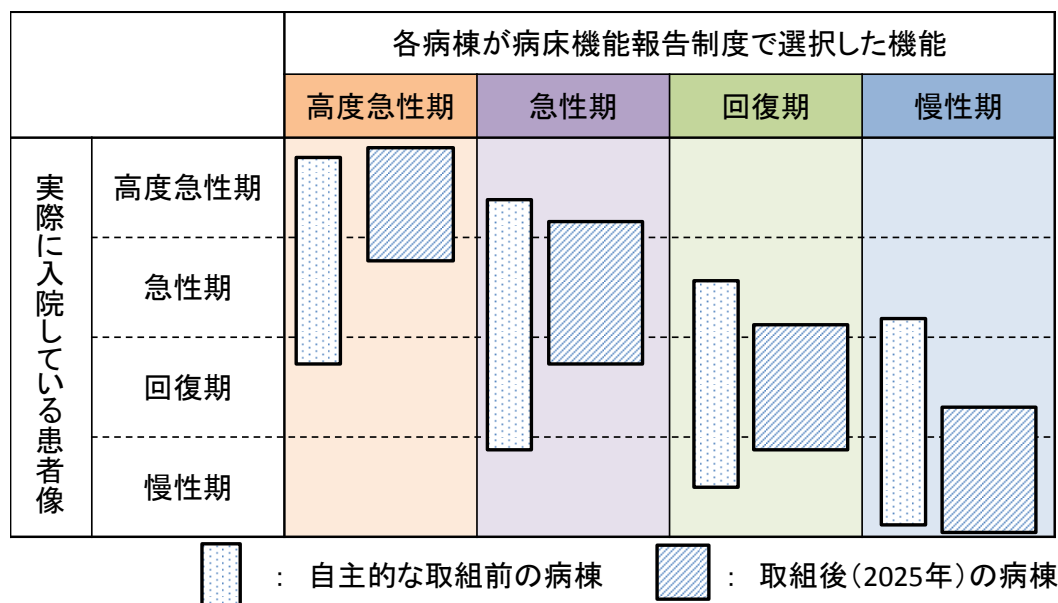 各病棟が病床機能報告制度で選択した機能
高度急性期 急性期 回復期 慢性期
実際に入院している患者像
高度急性期
急性期
回復期
慢性期
： 自主的な取組前の病棟 ： 取組後(2025年)の病棟